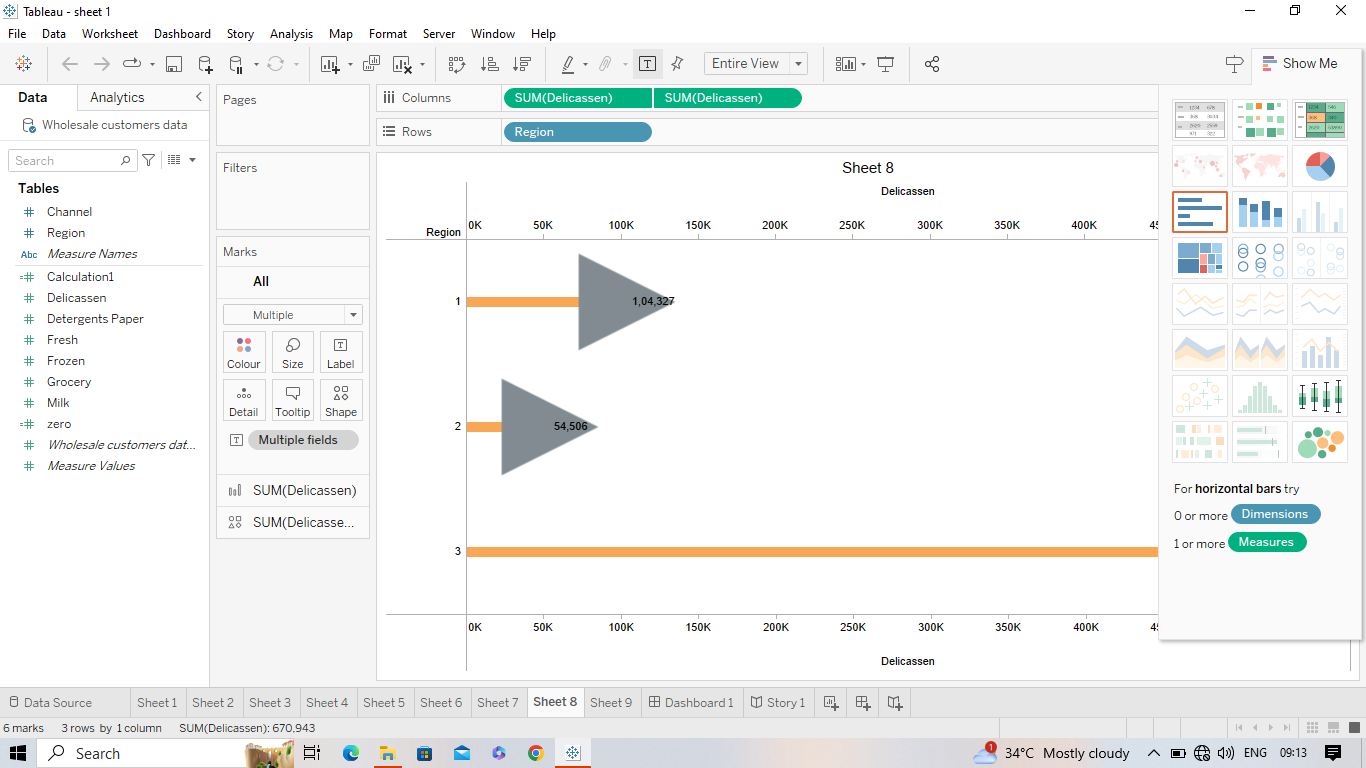 Tableau - sheet 1
File Data Worksheet Dashboard Story Analysis Map Format Server Window Help
Entire View
Show Me
Data Analytics
Pages
Columns SUM(Delicassen) SUM(Delicassen)
Wholesale customers data
Rows Region
Search
Filters
Sheet 8
Tables
Delicassen
Channel
Region
Region 0K 50K 100K 150K 200K 250K 300K 350K 400K 45
Abc Measure Names
Marks
Calculation1
All
Delicassen
1 1,04,327
Detergents Paper
Multiple
Fresh
Frozen
Colour Size Label
Grocery
Milk
Detail Tooltip Shape
zero
2 54,506
Wholesale customers dat...
Multiple fields
Measure Values
SUM(Delicassen)
SUM(Delicasse...
3
For horizontal bars try
0 or more Dimensions
1 or more Measures
0K 50K 100K 150K 200K 250K 300K 350K 400K 45
Delicassen
Data Source Sheet 1 Sheet 2 Sheet 3 Sheet 4 Sheet 5 Sheet 6 Sheet 7 Sheet 8 Sheet 9 Dashboard 1 Story 1
6 marks 3 rows by 1 column SUM(Delicassen): 670,943
Search 1 34°C Mostly cloudy ENG 09:13